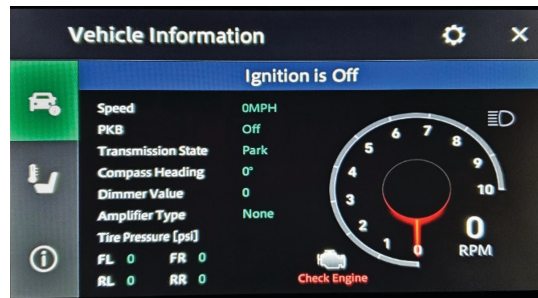 Vehicle Information
Ignition is Off
Speed 0MPH
PKB Off
Transmission State Park
Compass Heading 0°
Dimmer Value 0
Amplifier Type None
Tire Pressure [psi]
FL 0 FR 0
RL 0 RR 0
0 1 2 3 4 5 6 7 8 9 10
0
RPM
Check Engine